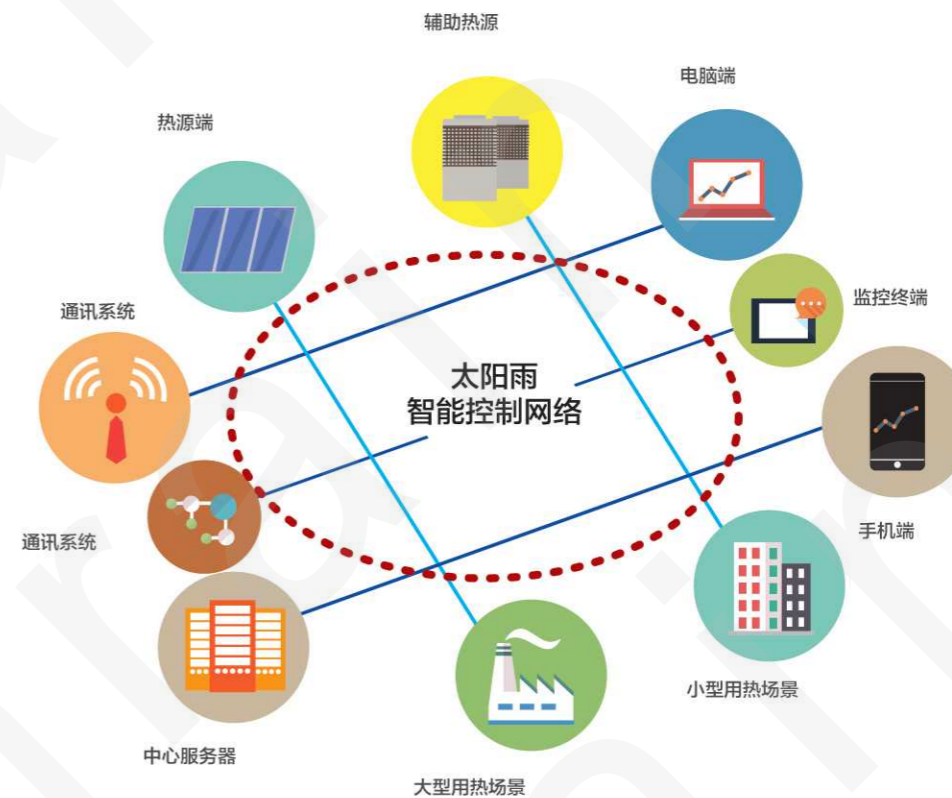 辅助热源
电脑端
热源端
监控终端
通讯系统
太阳雨
智能控制网络
手机端
通讯系统
小型用热场景
中心服务器
大型用热场景